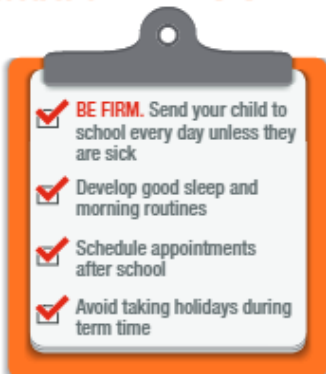 BE FIRM. Send your child to
school every day unless they
are sick
Develop good sleep and
morning routines
Schedule appointments
after school
Avoid taking holidays during
term time